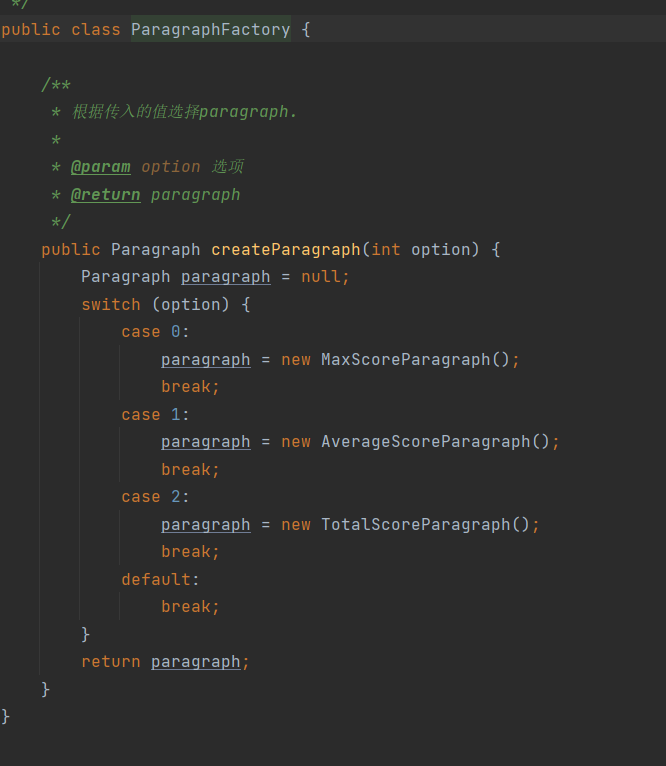 */
public class ParagraphFactory {
/**
* 根据传入的值选择paragraph.
*
* @param option 选项
* @return paragraph
*/
public Paragraph createParagraph(int option) {
Paragraph paragraph = null;
switch (option) {
case 0:
paragraph = new MaxScoreParagraph();
break;
case 1:
paragraph = new AverageScoreParagraph();
break;
case 2:
paragraph = new TotalScoreParagraph();
break;
default:
break;
}
return paragraph;
}
}